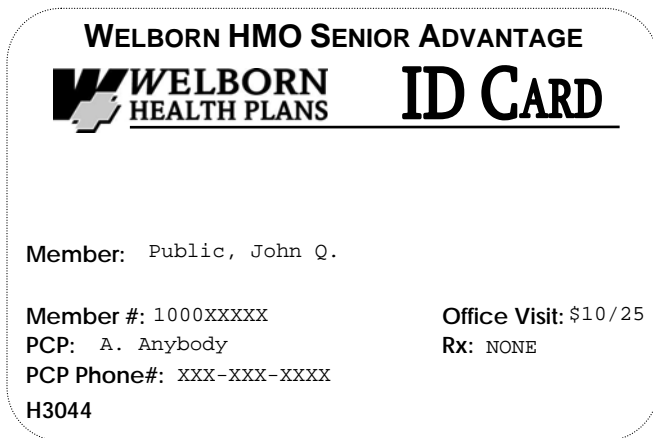 WELBORN HMO SENIOR ADVANTAGE
WELBORN
HEALTH PLANS
ID CARD
Member: Public, John Q.
Member #: 1000XXXXX
Office Visit: $10/25
PCP: A. Anybody
Rx: NONE
PCP Phone#: XXX-XXX-XXXX
H3044